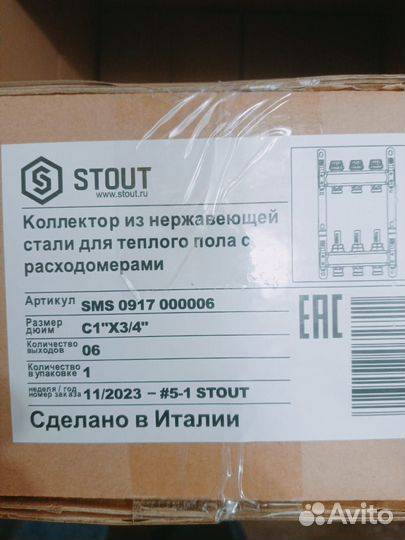 STOUT
www.stout.ru
Коллектор из нержавеющей
стали для теплого пола с
расходомерами
Артикул SMS 0917 000006
Размер
дюим C1"X3/4"
Количество
выходов 06
Количество
в упаковке 1
неделя / год
номер заказа 11/2023 – #5-1 STOUT
Сделано в Италии
EAC
Avito